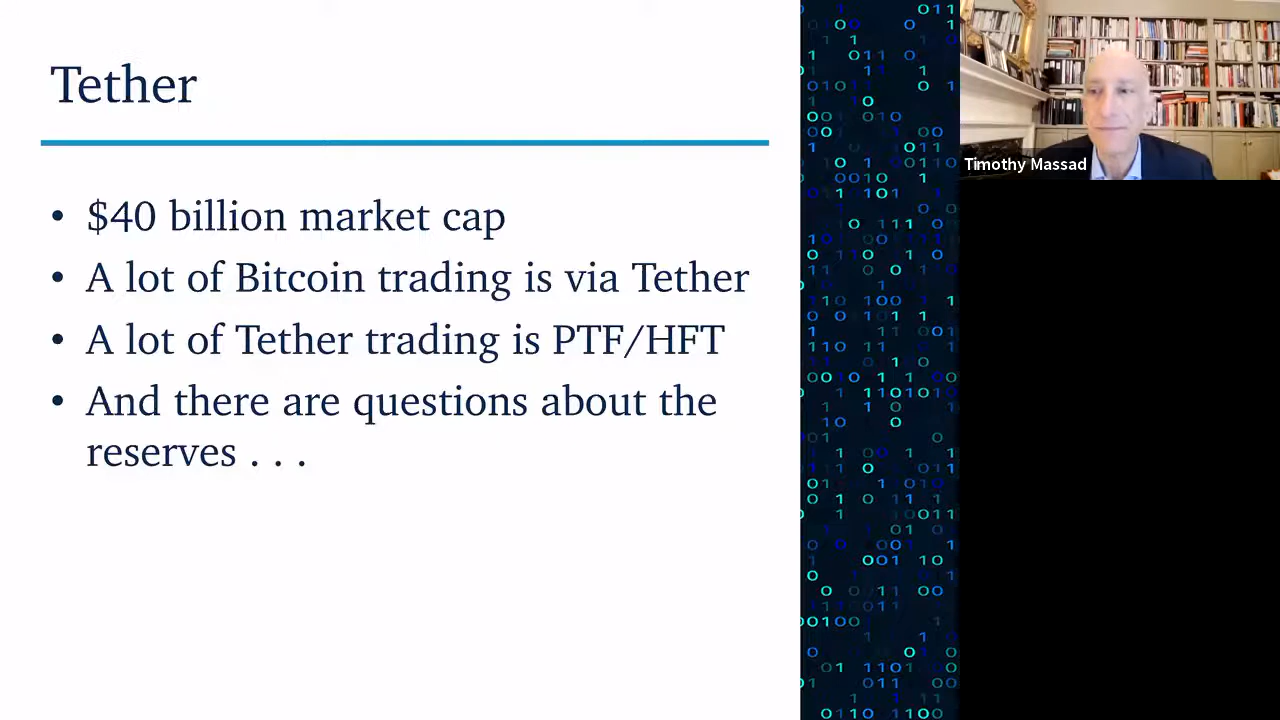 Tether
• $40 billion market cap
• A lot of Bitcoin trading is via Tether
• A lot of Tether trading is PTF/HFT
• And there are questions about the
reserves . . .
Timothy Massad